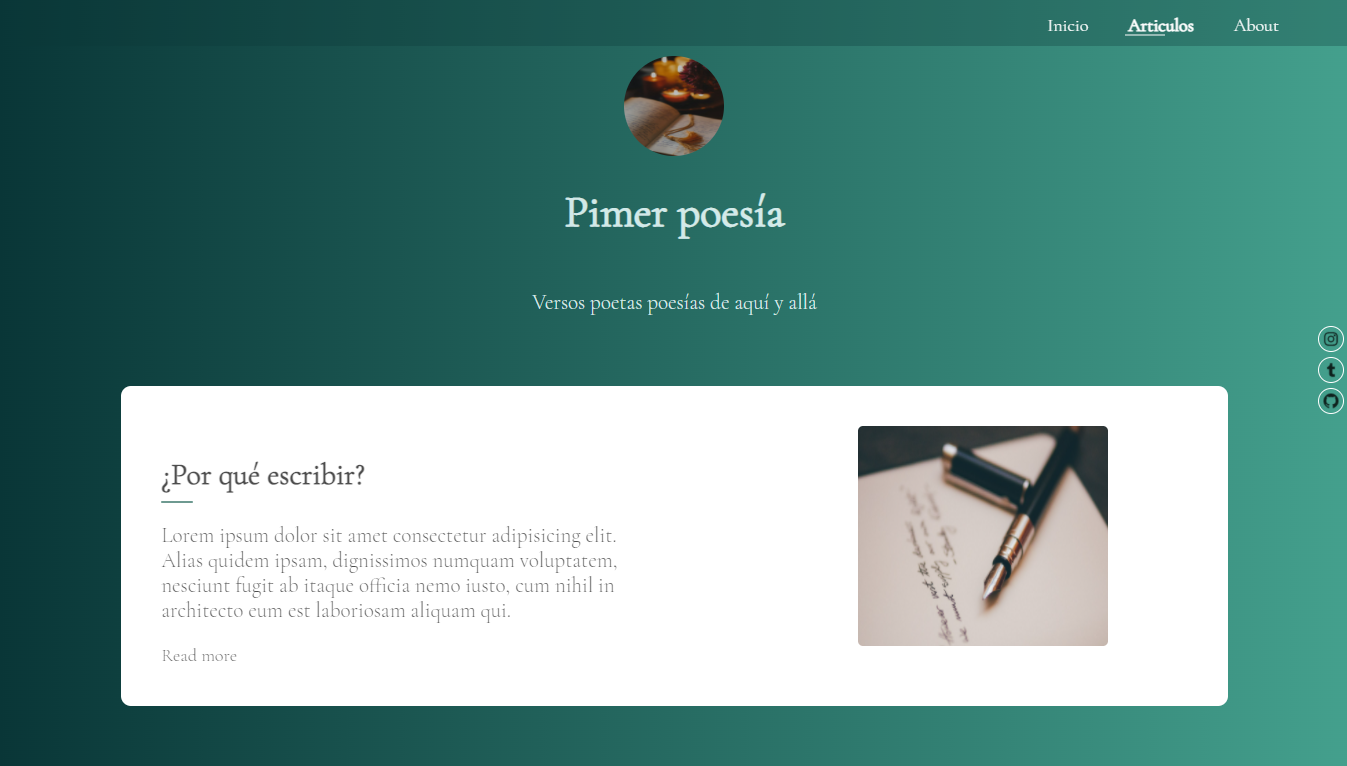 Inicio Articulos About
Pimer poesía
Versos poetas poesías de aquí y allá
¿Por qué escribir?
Lorem ipsum dolor sit amet consectetur adipisicing elit.
Alias quidem ipsam, dignissimos numquam voluptatem,
nesciunt fugit ab itaque officia nemo iusto, cum nihil in
architecto eum est laboriosam aliquam qui.
Read more